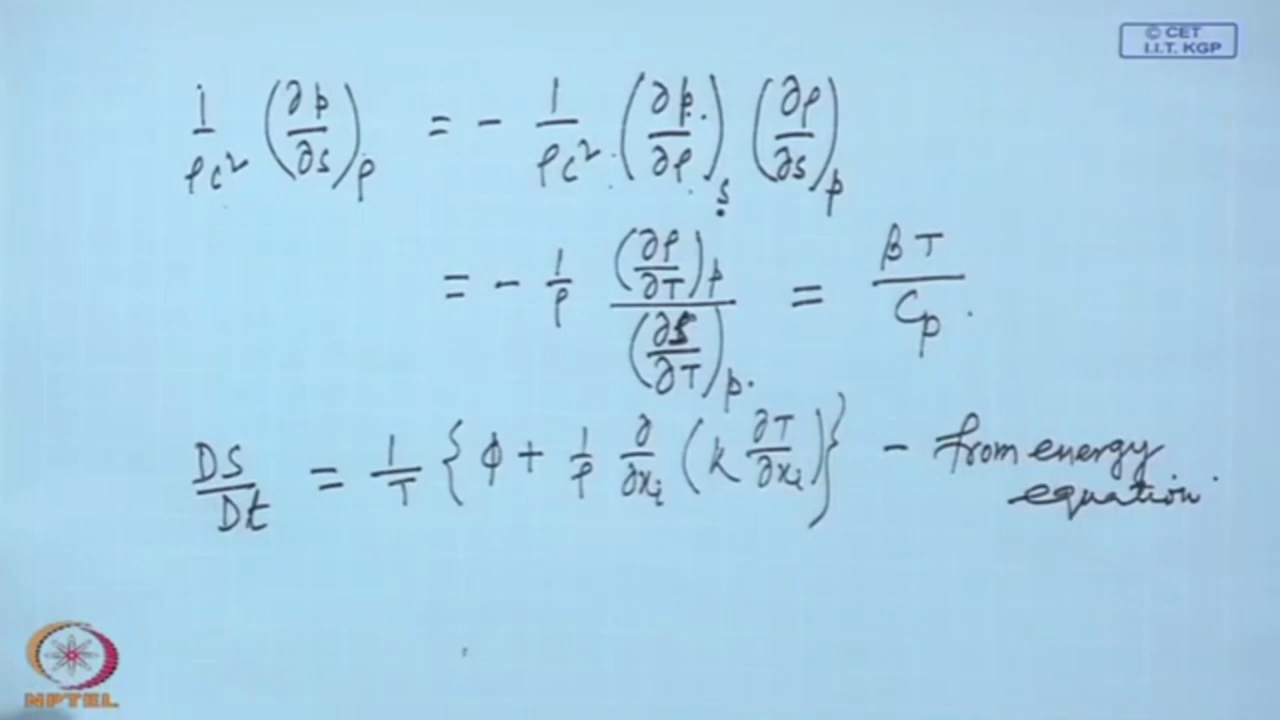 © CET
I.I.T. KGP
1/ρc² (∂p/∂s)_ρ = - 1/ρc² (∂p/∂ρ)_s (∂ρ/∂s)_p
= - 1/ρ (∂ρ/∂T)_p / (∂S/∂T)_p = βT/C_p
DS/Dt = 1/T {ϕ + 1/ρ ∂/∂x_i (k ∂T/∂x_i)} - from energy
equation
NPTEL